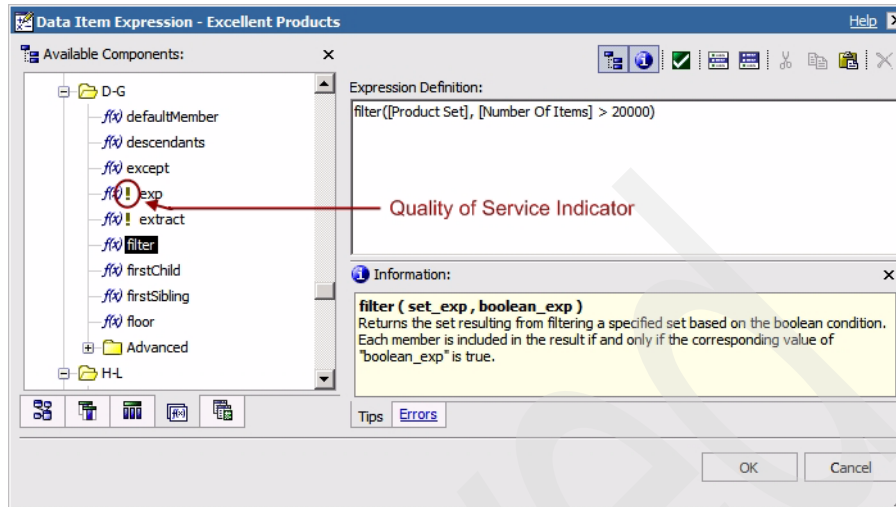 Data Item Expression - Excellent Products
Help
Available Components:
D-G
f(x) defaultMember
f(x) descendants
f(x) except
f(x) ! exp
f(x) ! extract
f(x) filter
f(x) firstChild
f(x) firstSibling
f(x) floor
Advanced
H-L
Expression Definition:
filter([Product Set], [Number Of Items] > 20000)
Quality of Service Indicator
Information:
filter ( set_exp , boolean_exp )
Returns the set resulting from filtering a specified set based on the boolean condition.
Each member is included in the result if and only if the corresponding value of
"boolean_exp" is true.
Tips
Errors
OK
Cancel